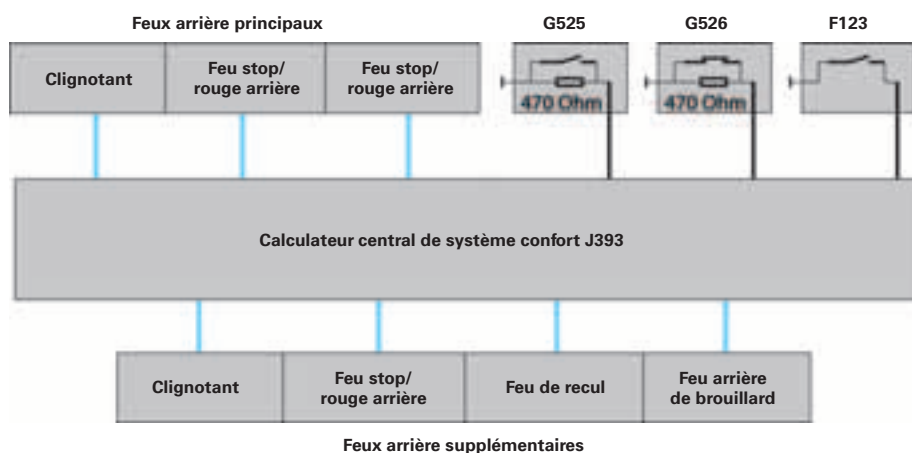 Feux arrière principaux
G525
G526
F123
Clignotant
Feu stop/
rouge arrière
Feu stop/
rouge arrière
470 Ohm
470 Ohm
Calculateur central de système confort J393
Clignotant
Feu stop/
rouge arrière
Feu de recul
Feu arrière
de brouillard
Feux arrière supplémentaires